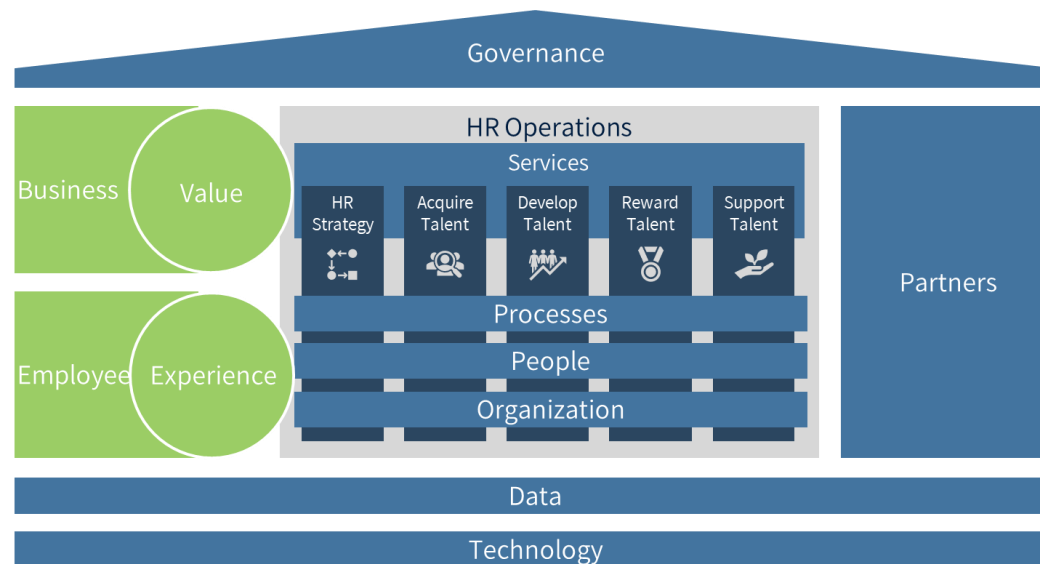 Governance
HR Operations
Services
Business
Value
HR
Strategy
Acquire
Talent
Develop
Talent
Reward
Talent
Support
Talent
Partners
Processes
People
Employee
Experience
Organization
Data
Technology